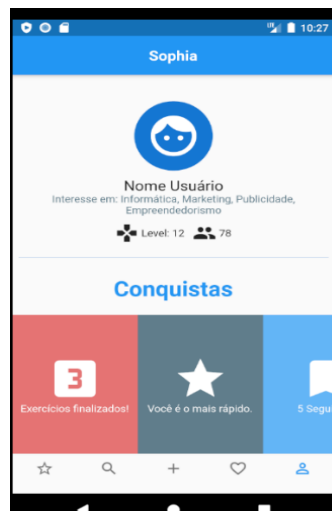 10:27
Sophia
Nome Usuário
Interesse em: Informática, Marketing, Publicidade,
Empreendedorismo
Level: 12 78
Conquistas
3
Exercícios finalizados!
Você é o mais rápido.
5